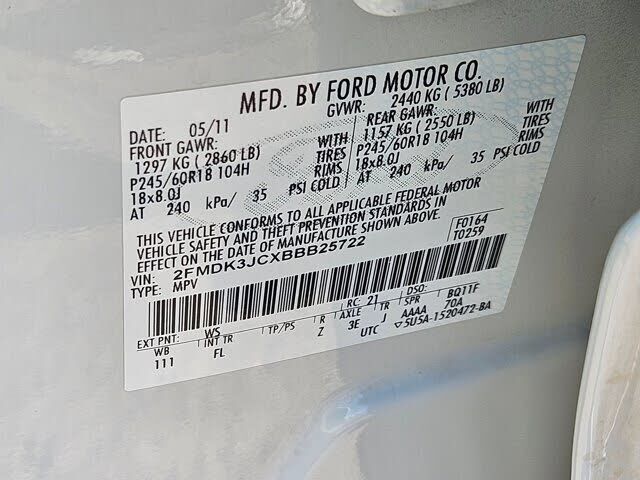 MFD. BY FORD MOTOR CO.
DATE: 05/11 GVWR: 2440 KG ( 5380 LB)
FRONT GAWR: REAR GAWR:
1297 KG ( 2860 LB) WITH 1157 KG ( 2550 LB) WITH
P245/60R18 104H TIRES P245/60R18 104H TIRES
18x8.0J RIMS 18x8.0J RIMS
AT 240 kPa/ 35 PSI COLD AT 240 kPa/ 35 PSI COLD
THIS VEHICLE CONFORMS TO ALL APPLICABLE FEDERAL MOTOR
VEHICLE SAFETY AND THEFT PREVENTION STANDARDS IN
EFFECT ON THE DATE OF MANUFACTURE SHOWN ABOVE. F0164
VIN: 2FMDK3JCXBBB25722 T0259
TYPE: MPV
EXT PNT: WS RC: 21 DSO: BQ11F
WB INT TR TP/PS R AXLE TR SPR
111 FL Z 3E J AAAA 70A
UTC ▽5U5A-1520472-BA